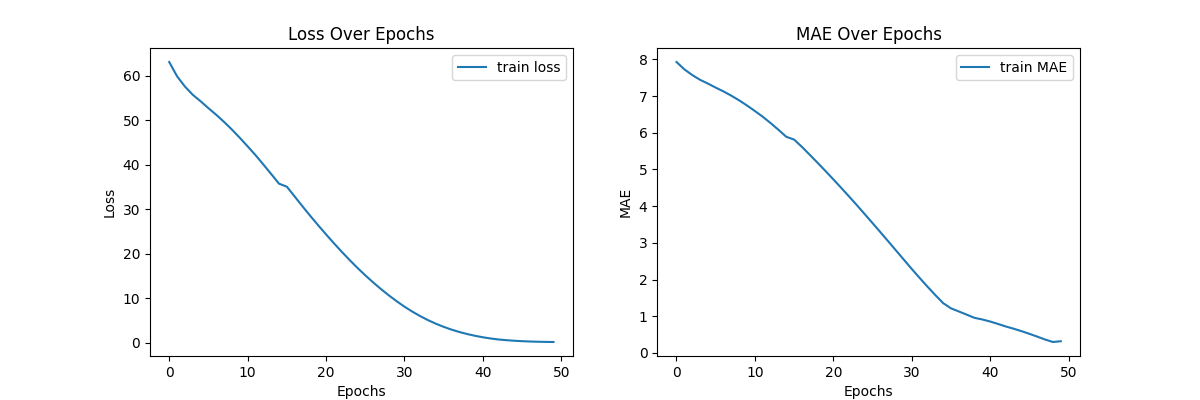 Loss Over Epochs
train loss
60
50
40
30
20
10
0
Loss
0 10 20 30 40 50
Epochs
MAE Over Epochs
train MAE
8
7
6
5
4
3
2
1
0
MAE
0 10 20 30 40 50
Epochs